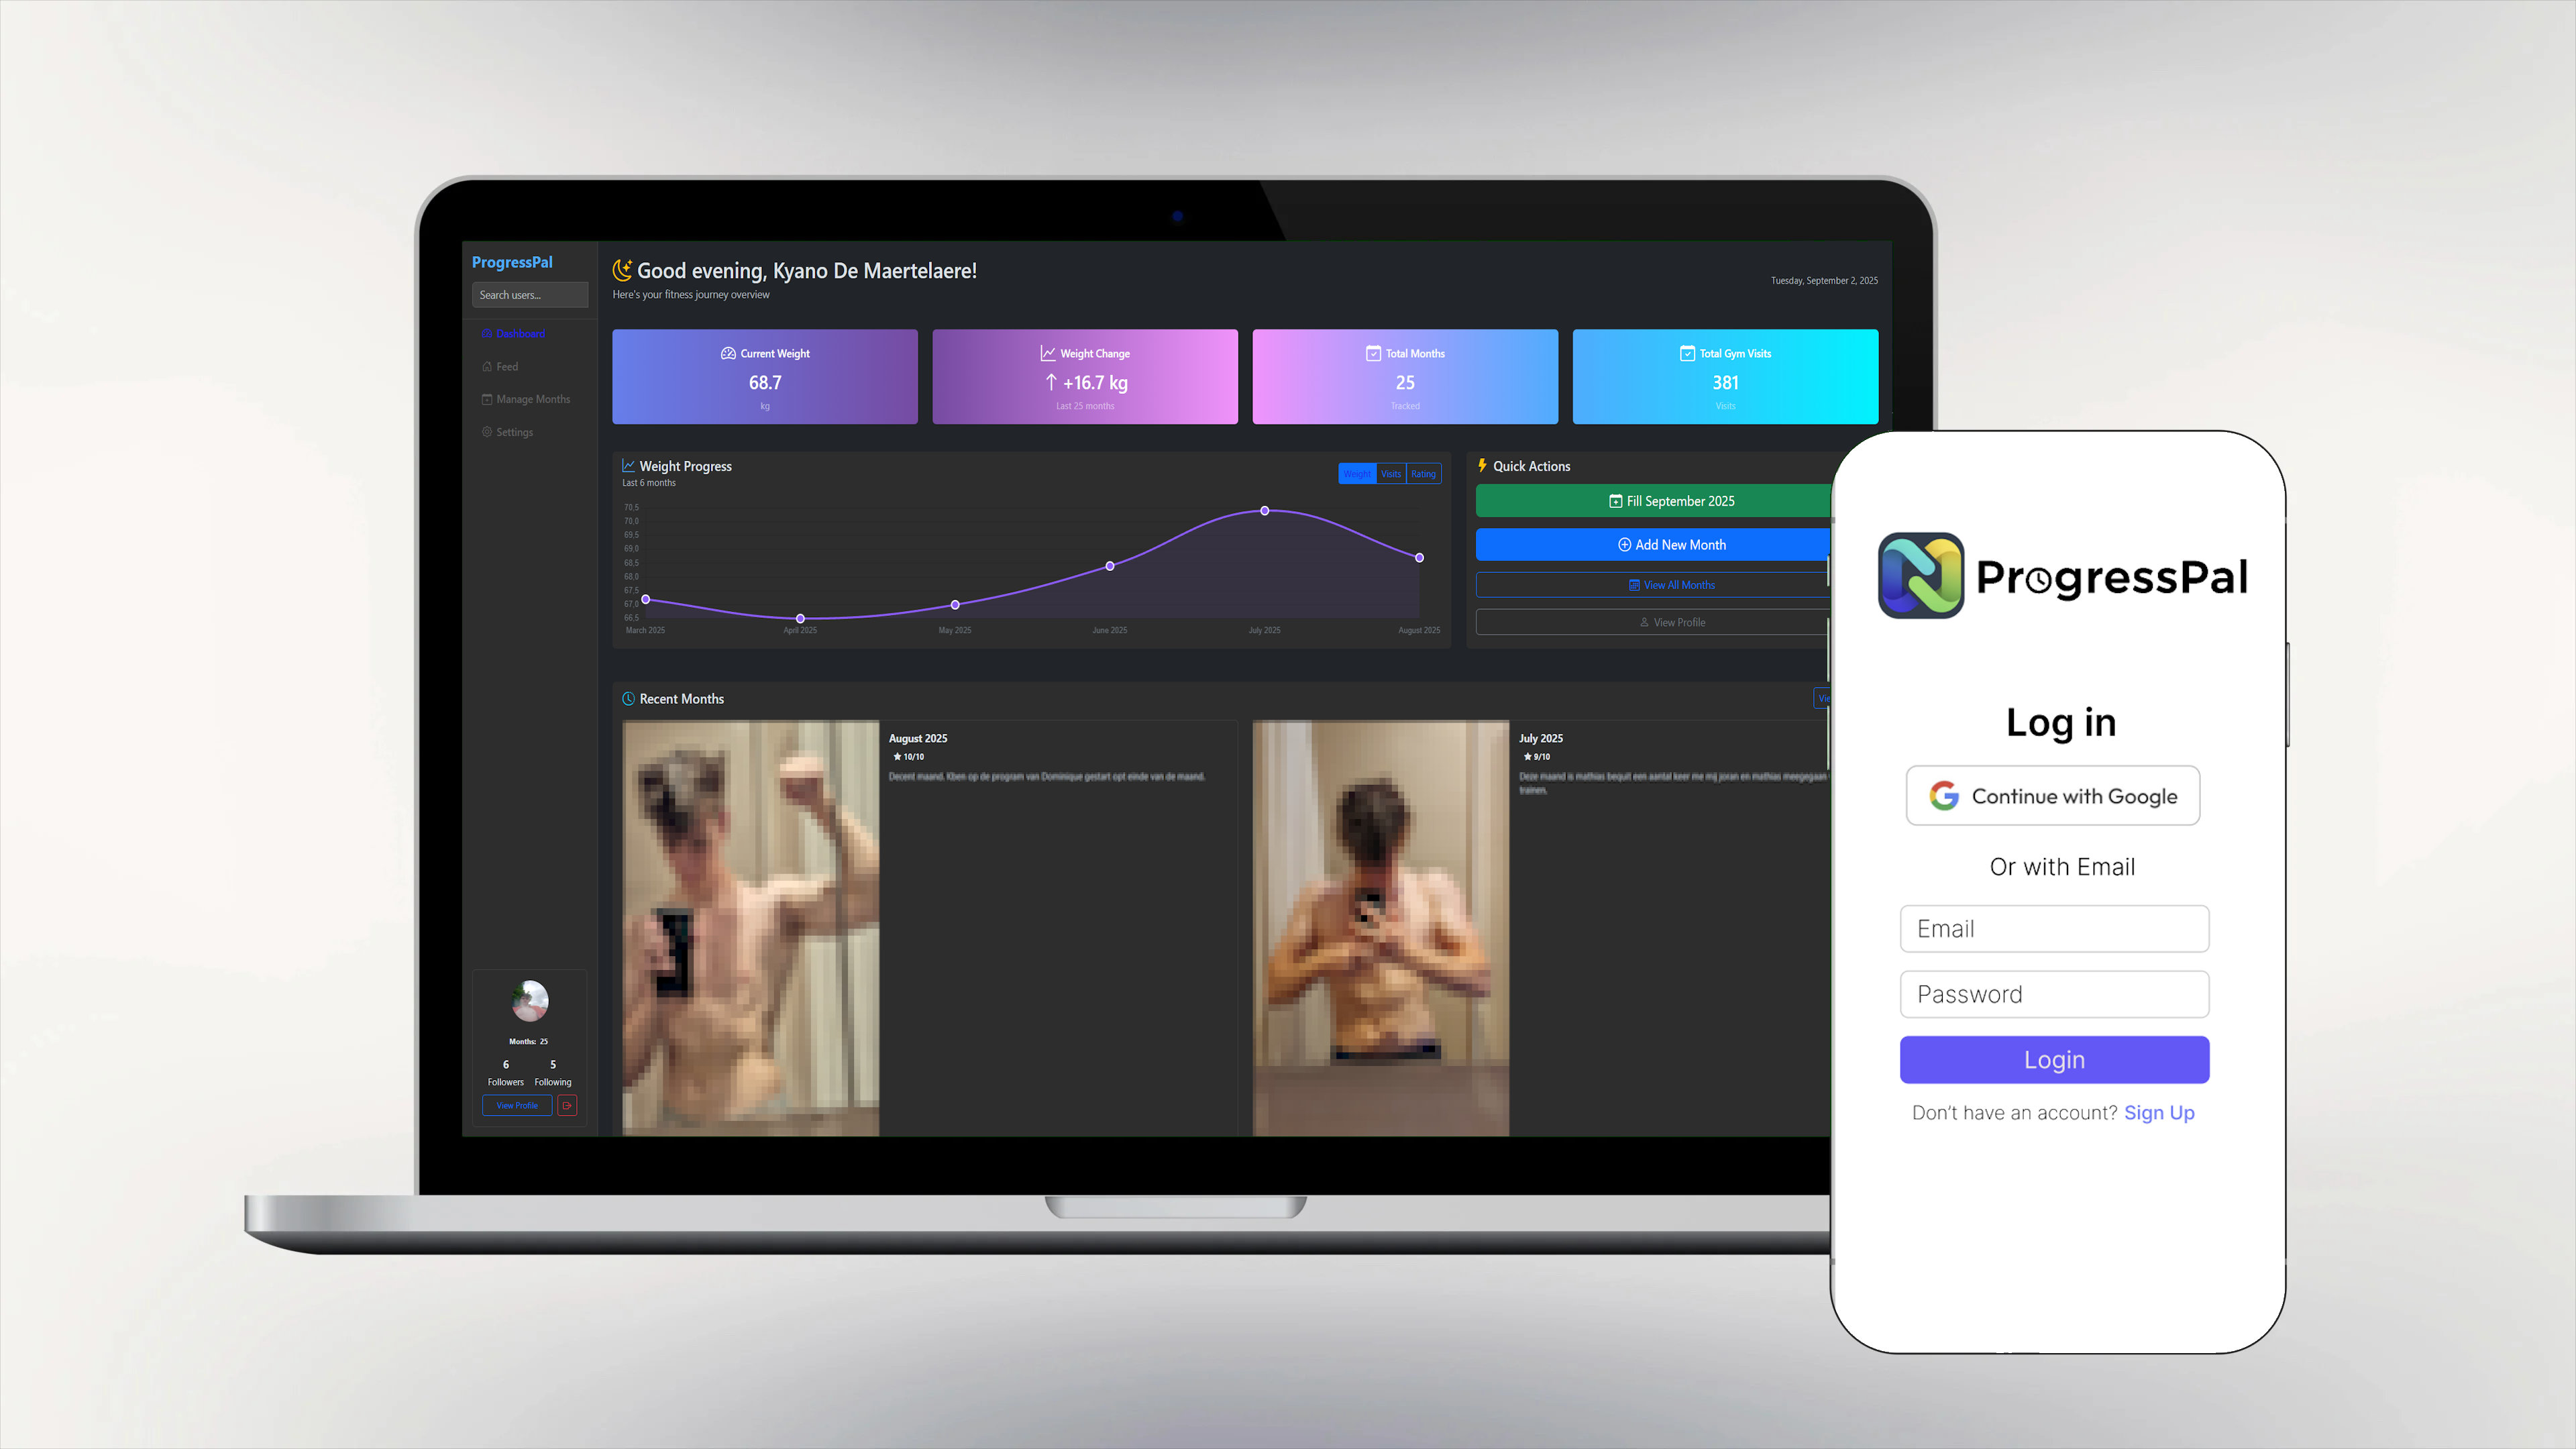 ProgressPal
Search users...
Dashboard
Feed
Manage Months
Settings
Months: 25
6
5
Followers
Following
View Profile
Good evening, Kyano De Maertelaere!
Here's your fitness journey overview
Tuesday, September 2, 2025
Current Weight
68.7
kg
Weight Change
+16.7 kg
Last 25 months
Total Months
25
Tracked
Total Gym Visits
381
Visits
Weight Progress
Last 6 months
Weight
Visits
Rating
70,5
70,0
69,5
69,0
68,5
68,0
67,5
67,0
66,5
March 2025
April 2025
May 2025
June 2025
July 2025
August 2025
Quick Actions
Fill September 2025
Add New Month
View All Months
View Profile
Recent Months
Vie
August 2025
10/10
Decent maand. Kben op de program van Dominique gestart opt einde van de maand.
July 2025
9/10
Deze maand is mathias bequit een aantal keer me mij joran en mathias meegegaan
trainen.
ProgressPal
Log in
Continue with Google
Or with Email
Email
Password
Login
Don't have an account? Sign Up